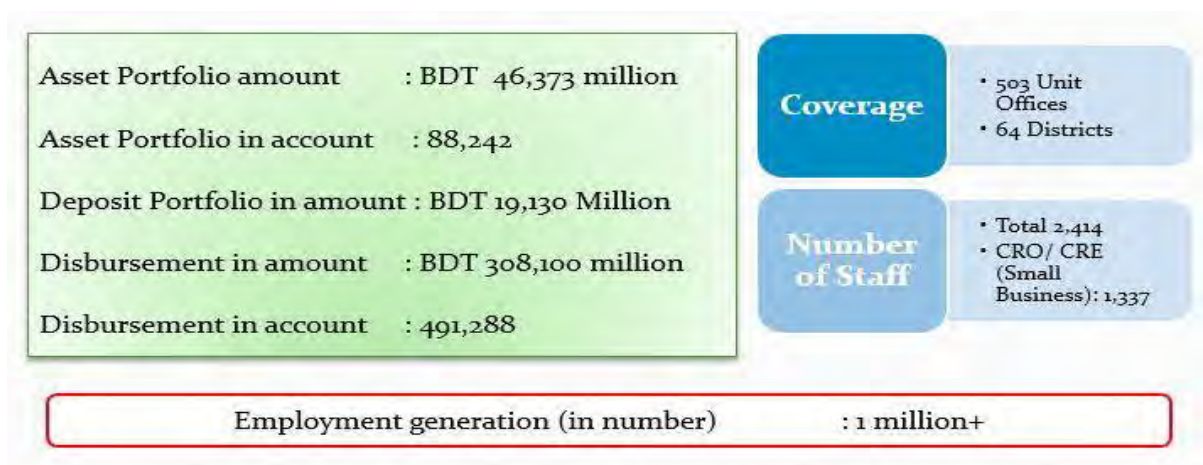 Asset Portfolio amount : BDT 46,373 million
Asset Portfolio in account : 88,242
Deposit Portfolio in amount : BDT 19,130 Million
Disbursement in amount : BDT 308,100 million
Disbursement in account : 491,288
Coverage
• 503 Unit
Offices
• 64 Districts
Number
of Staff
• Total 2,414
• CRO/ CRE
(Small
Business): 1,337
Employment generation (in number) : 1 million+